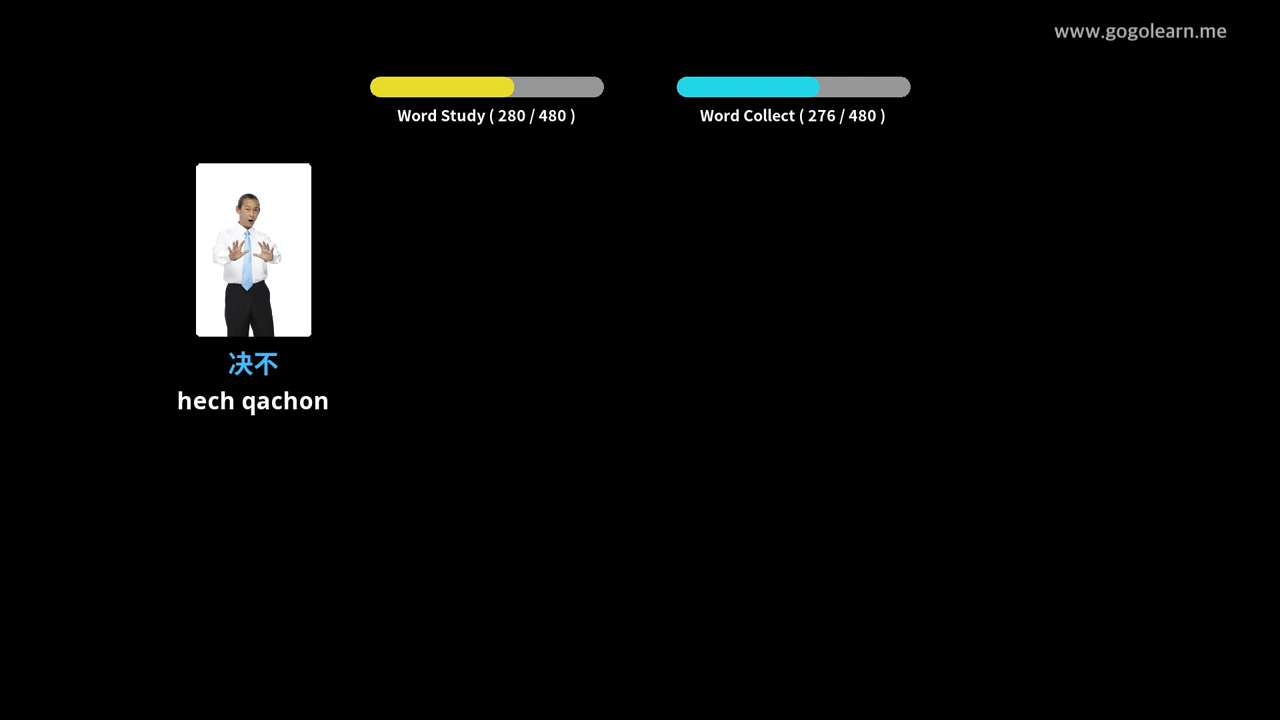 www.gogolearn.me
Word Study ( 280 / 480 )
Word Collect ( 276 / 480 )
决不
hech qachon